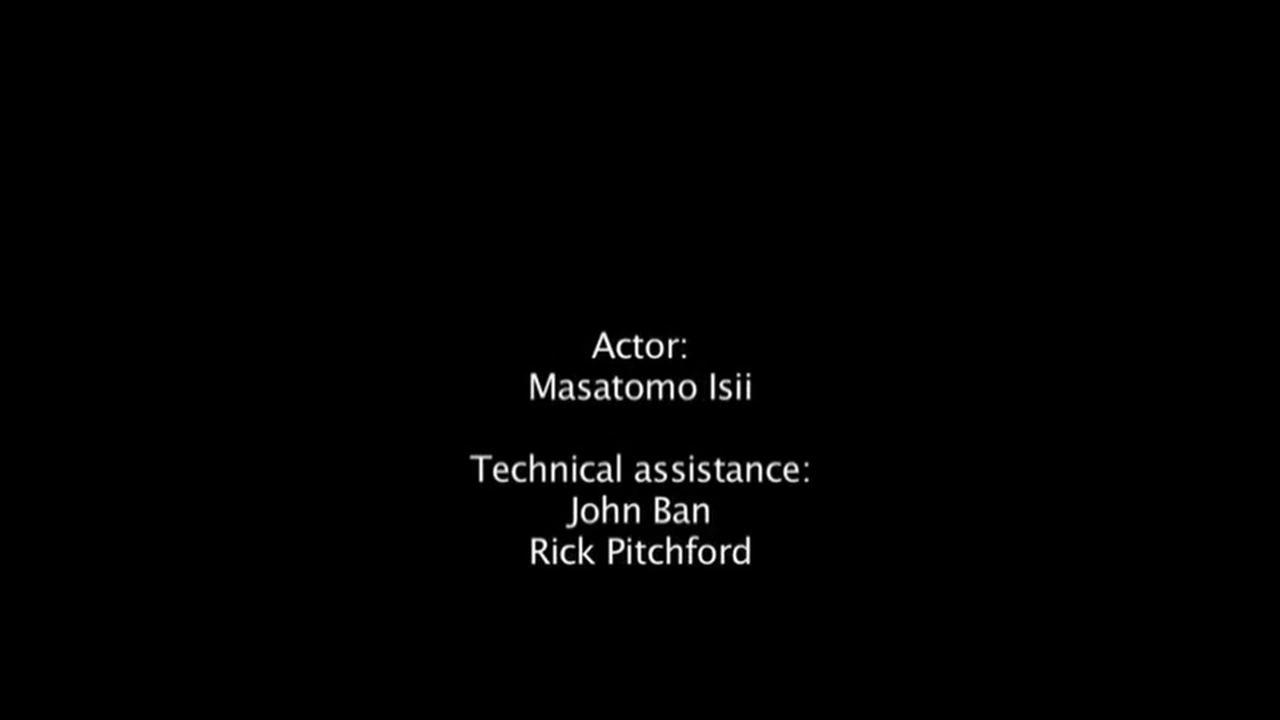 Actor:
Masatomo Isii
Technical assistance:
John Ban
Rick Pitchford